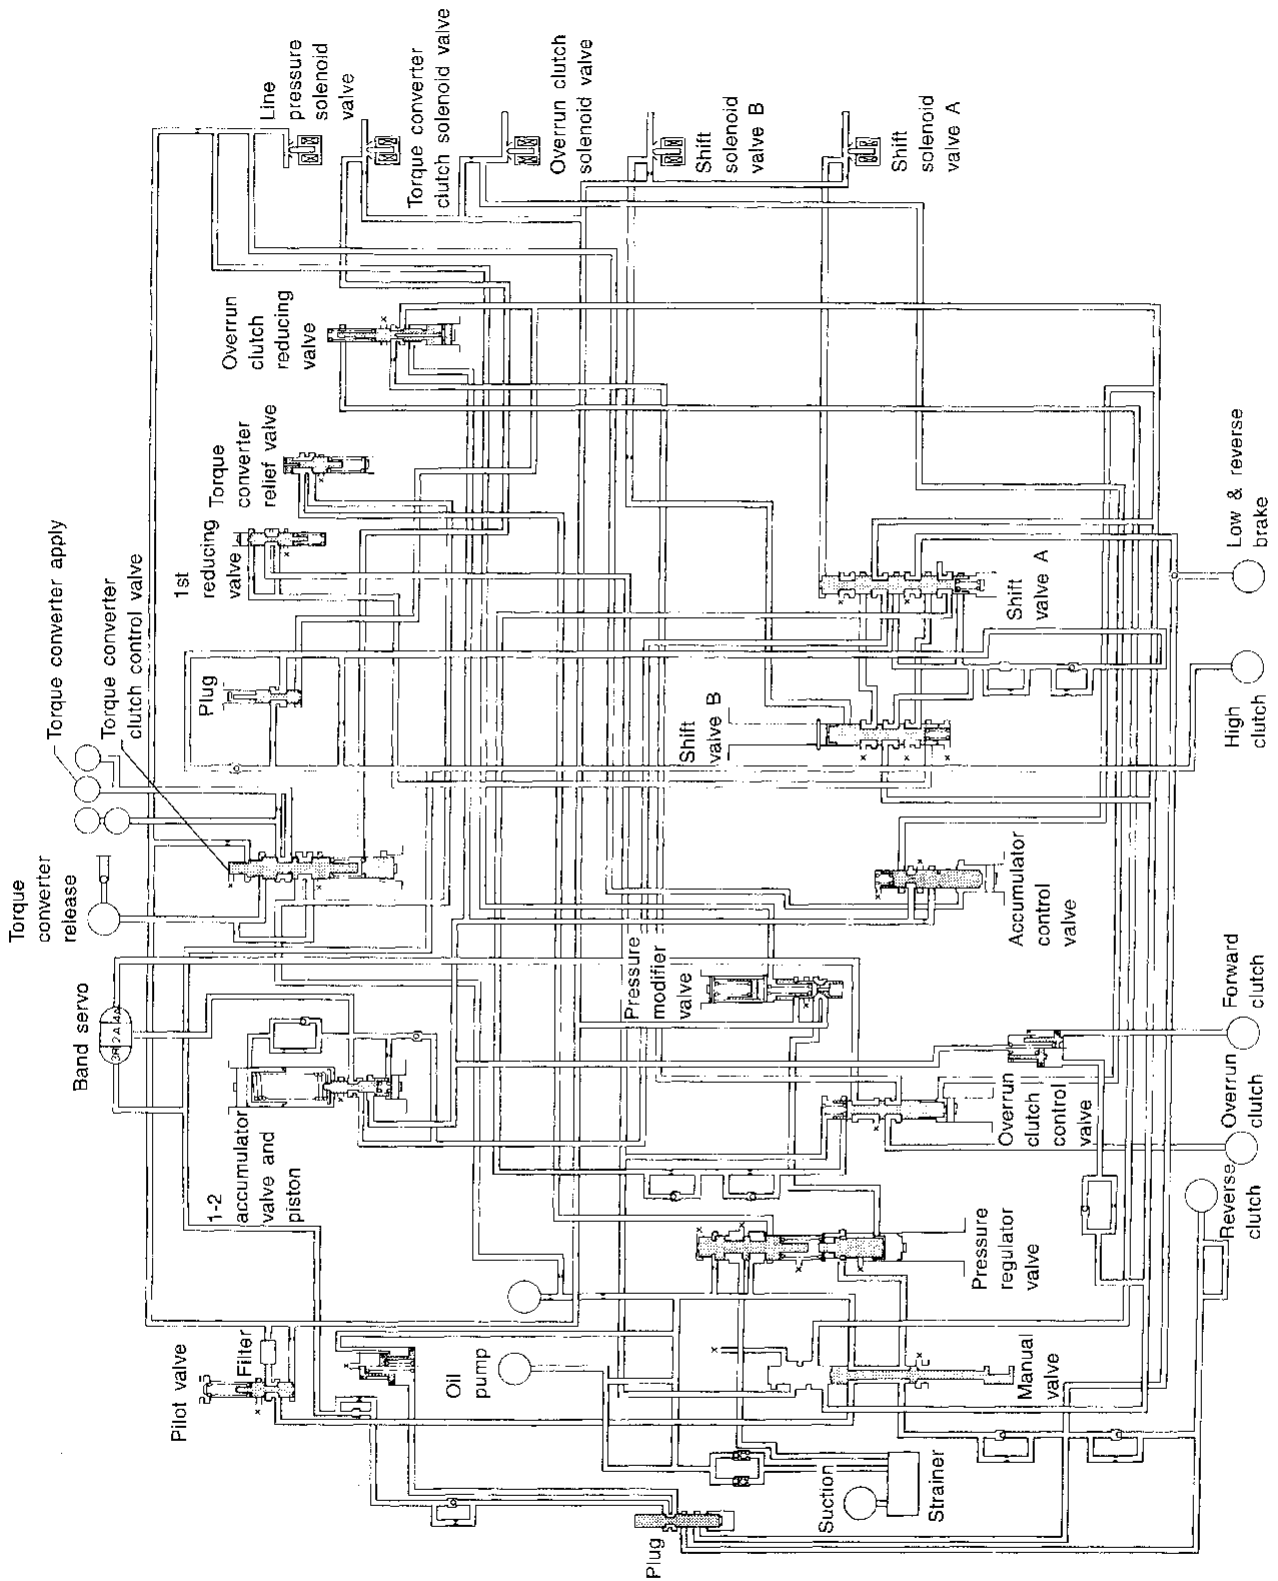 Line
pressure
solenoid
valve
Torque converter
clutch solenoid valve
Overrun clutch
solenoid valve
Shift
solenoid
valve B
Shift
solenoid
valve A
Overrun
clutch
reducing
valve
Torque
converter
relief valve
1st
reducing
valve
Torque converter apply
Torque converter
clutch control valve
Plug
Shift
valve B
Shift
valve A
Low & reverse
brake
High
clutch
Torque
converter
release
Accumulator
control
valve
Band servo
3R 2A 4A
Pressure
modifier
valve
Forward
clutch
1-2
accumulator
valve and
piston
Overrun
clutch
control
valve
Overrun
clutch
Reverse
clutch
Pressure
regulator
valve
Pilot valve
Filter
Oil
pump
Manual
valve
Suction
Strainer
Plug